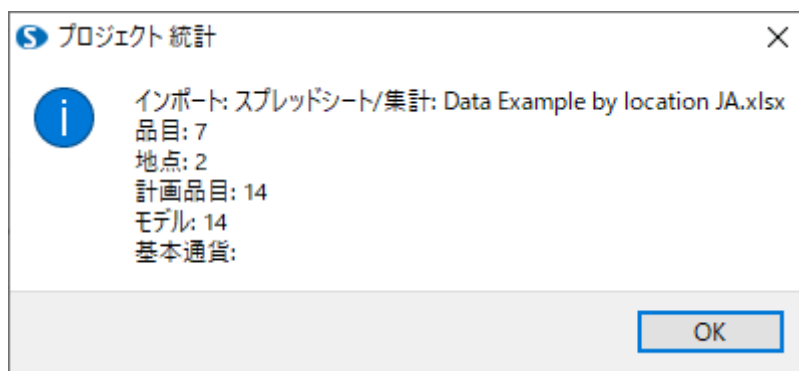 プロジェクト 統計
インポート: スプレッドシート/集計: Data Example by location JA.xlsx
品目: 7
地点: 2
計画品目: 14
モデル: 14
基本通貨:
OK